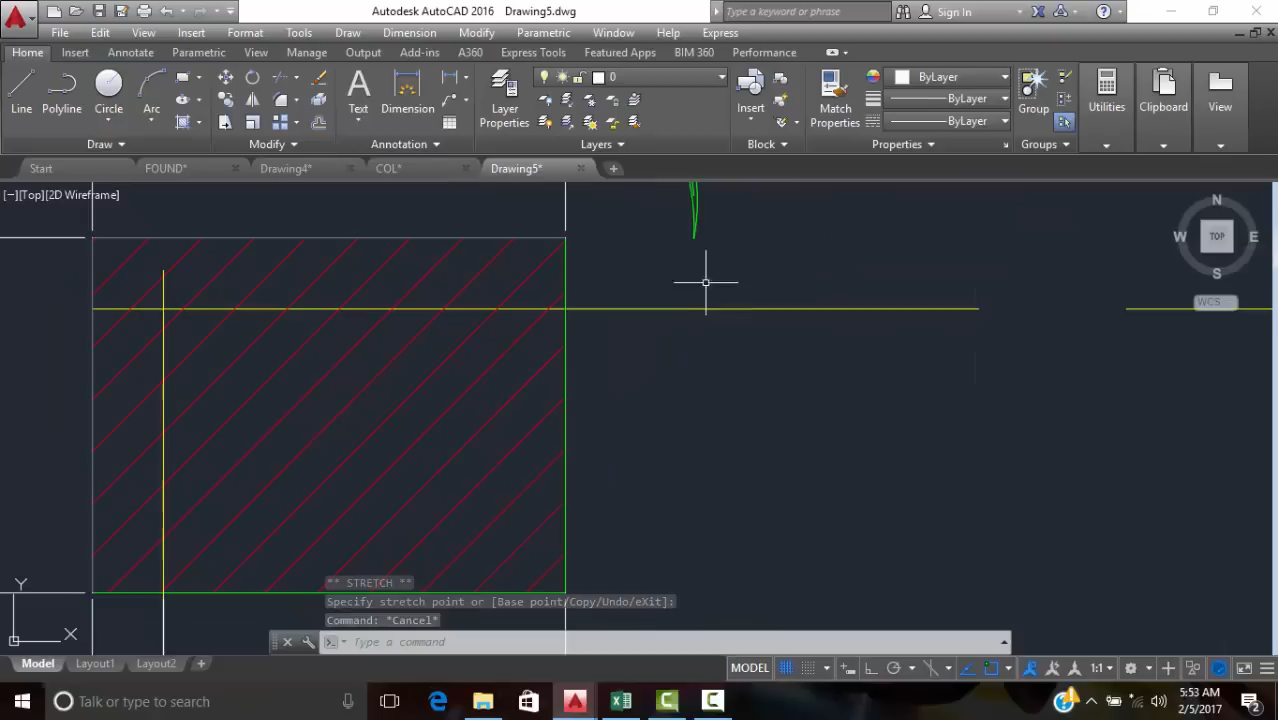 Autodesk AutoCAD 2016 Drawing5.dwg
Type a keyword or phrase
Sign In
File Edit View Insert Format Tools Draw Dimension Modify Parametric Window Help Express
Home Insert Annotate Parametric View Manage Output Add-ins A360 Express Tools Featured Apps BIM 360 Performance
Line Polyline Circle Arc
Text Dimension
Layer Properties
0
Insert
Match Properties
ByLayer
ByLayer
ByLayer
Group
Utilities
Clipboard
View
Draw Modify Annotation Layers Block Properties Groups
Start FOUND* Drawing4* COL* Drawing5*
[−][Top][2D Wireframe]
N
W TOP E
S
WCS
Y
X
** STRETCH **
Specify stretch point or [Base point/Copy/Undo/eXit]:
Command: *Cancel*
Type a command
Model Layout1 Layout2
MODEL
1:1
Talk or type to search
5:53 AM
2/5/2017
2